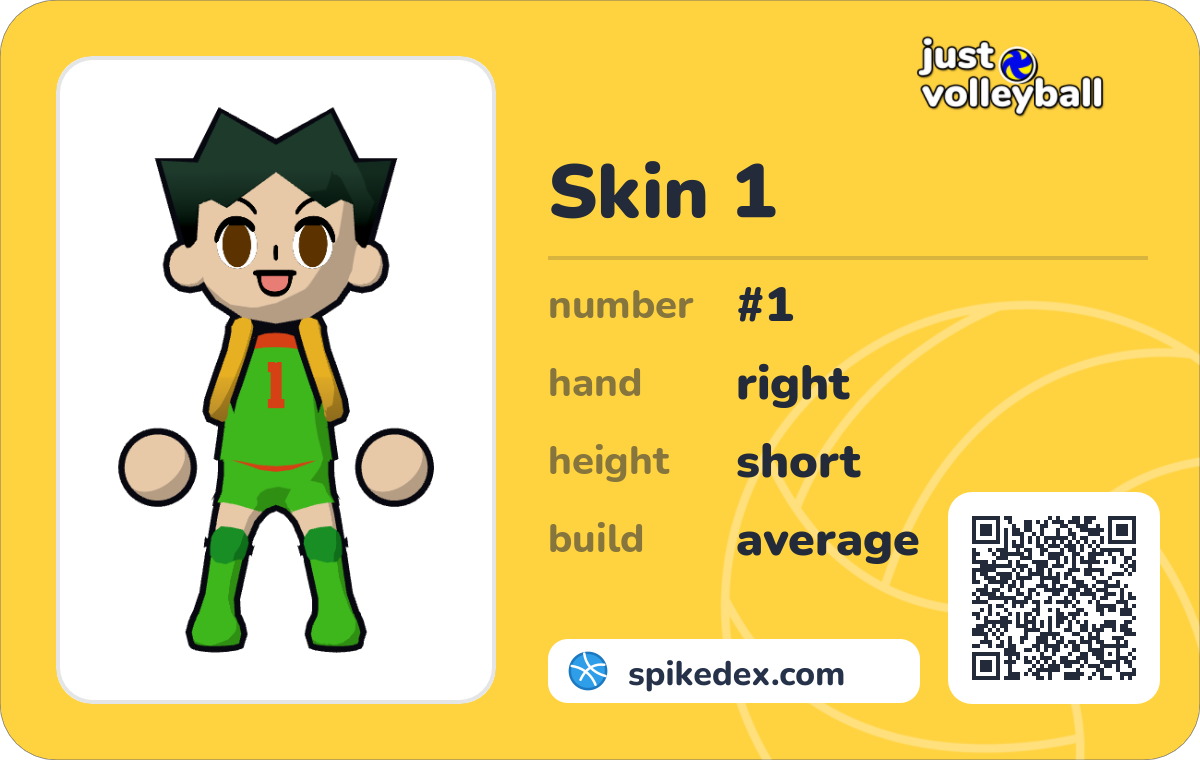 just
volleyball
Skin 1
number #1
hand right
height short
build average
1
spikedex.com